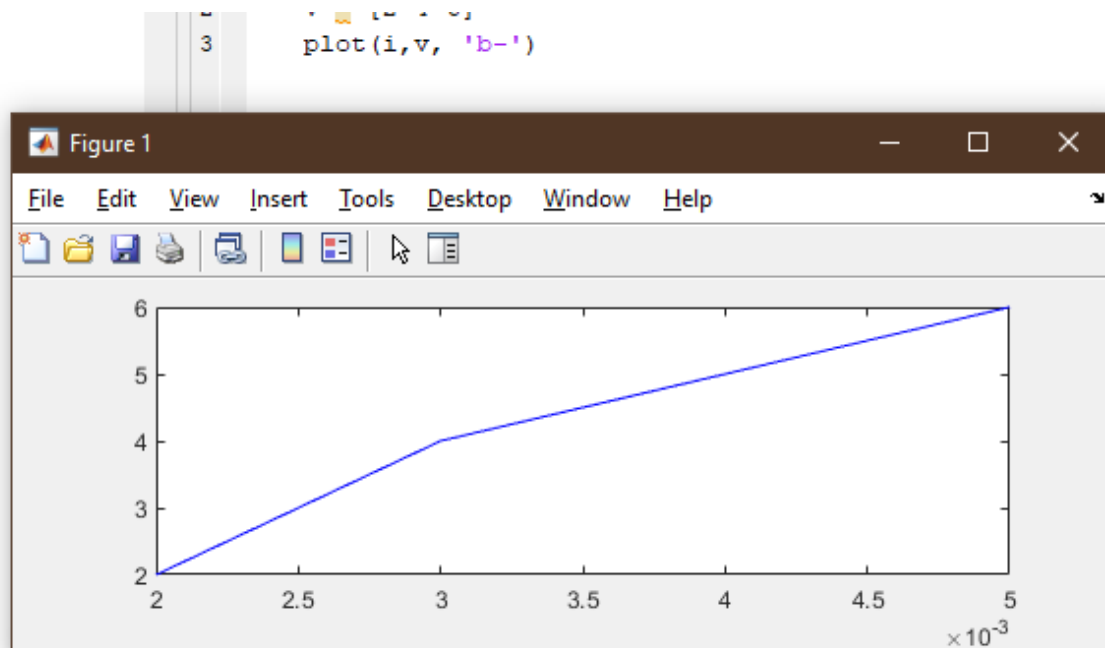 3 plot(i,v, 'b-')
Figure 1
File Edit View Insert Tools Desktop Window Help
6
5
4
3
2
2 2.5 3 3.5 4 4.5 5
×10⁻³